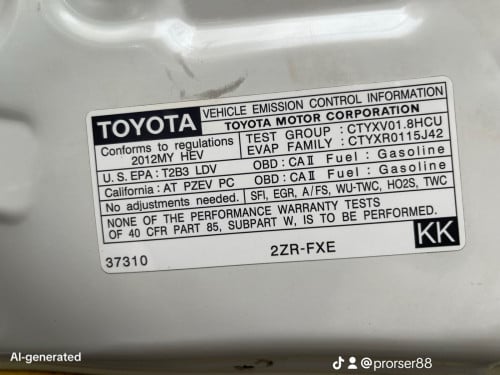 TOYOTA
VEHICLE EMISSION CONTROL INFORMATION
TOYOTA MOTOR CORPORATION
Conforms to regulations
2012MY HEV
TEST GROUP : CTYXV01.8HCU
EVAP FAMILY : CTYXR0115J42
U.S. EPA : T2B3 LDV
OBD : CA II Fuel : Gasoline
California : AT PZEV PC
OBD : CA II Fuel : Gasoline
No adjustments needed.
SFI, EGR, A/FS, WU-TWC, HO2S, TWC
NONE OF THE PERFORMANCE WARRANTY TESTS
OF 40 CFR PART 85, SUBPART W, IS TO BE PERFORMED.
KK
37310
2ZR-FXE
AI-generated
@prorser88